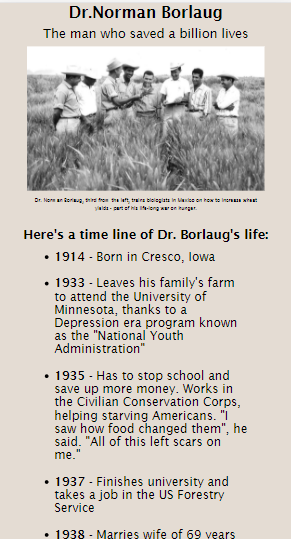 Dr.Norman Borlaug
The man who saved a billion lives
Dr. Norman Borlaug, third from the left, trains biologists in Mexico on how to increase wheat
yields - part of his life-long war on hunger.
Here's a time line of Dr. Borlaug's life:
• 1914 - Born in Cresco, Iowa
• 1933 - Leaves his family's farm
to attend the University of
Minnesota, thanks to a
Depression era program known
as the "National Youth
Administration"
• 1935 - Has to stop school and
save up more money. Works in
the Civilian Conservation Corps,
helping starving Americans. "I
saw how food changed them", he
said. "All of this left scars on
me."
• 1937 - Finishes university and
takes a job in the US Forestry
Service
• 1938 - Marries wife of 69 years